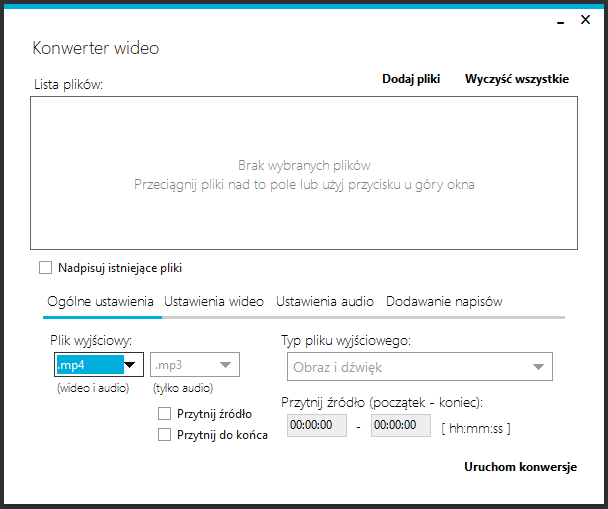 Konwerter wideo
Lista plików:
Dodaj pliki
Wyczyść wszystkie
Brak wybranych plików
Przeciągnij pliki nad to pole lub użyj przycisku u góry okna
Nadpisuj istniejące pliki
Ogólne ustawienia Ustawienia wideo Ustawienia audio Dodawanie napisów
Plik wyjściowy:
.mp4 .mp3
(wideo i audio) (tylko audio)
Przytnij źródło
Przytnij do końca
Typ pliku wyjściowego:
Obraz i dźwięk
Przytnij źródło (początek - koniec):
00:00:00 - 00:00:00 [ hh:mm:ss ]
Uruchom konwersje